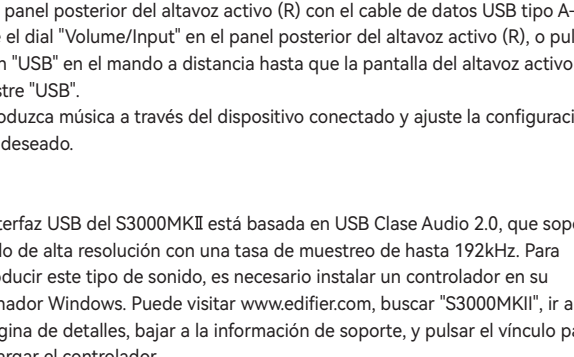 panel posterior del altavoz activo (R) con el cable de datos USB tipo A-
el dial "Volume/Input" en el panel posterior del altavoz activo (R), o pul
"USB" en el mando a distancia hasta que la pantalla del altavoz activo
stre "USB".
oduzca música a través del dispositivo conectado y ajuste la configuraci
deseado.
terfaz USB del S3000MKII está basada en USB Clase Audio 2.0, que sopo
do de alta resolución con una tasa de muestreo de hasta 192kHz. Para
oducir este tipo de sonido, es necesario instalar un controlador en su
nador Windows. Puede visitar www.edifier.com, buscar "S3000MKII", ir a
gina de detalles, bajar a la información de soporte, y pulsar el vínculo pa
argar el controlador